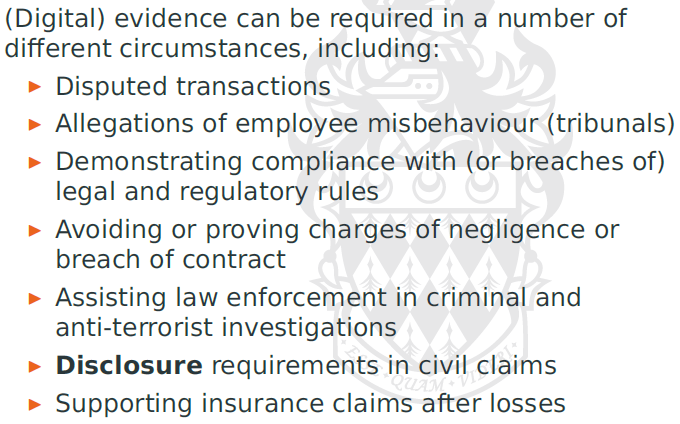 (Digital) evidence can be required in a number of
different circumstances, including:
▶ Disputed transactions
▶ Allegations of employee misbehaviour (tribunals)
▶ Demonstrating compliance with (or breaches of)
legal and regulatory rules
▶ Avoiding or proving charges of negligence or
breach of contract
▶ Assisting law enforcement in criminal and
anti-terrorist investigations
▶ Disclosure requirements in civil claims
▶ Supporting insurance claims after losses
QUAM